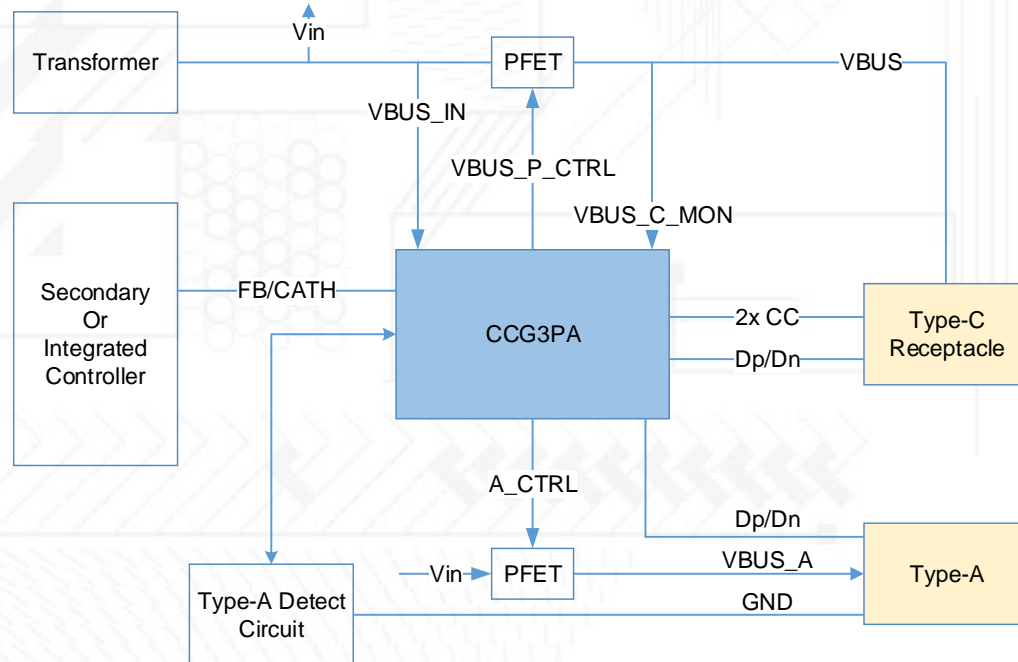 Vin
Transformer
PFET
VBUS
VBUS_IN
VBUS_P_CTRL
VBUS_C_MON
Secondary
Or
Integrated
Controller
FB/CATH
CCG3PA
2x CC
Dp/Dn
Type-C
Receptacle
A_CTRL
Dp/Dn
Vin
PFET
VBUS_A
Type-A
GND
Type-A Detect
Circuit